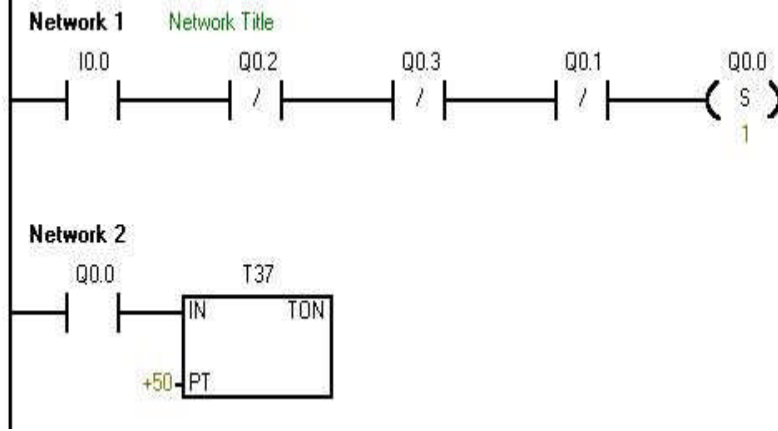 Network 1 Network Title
I0.0 Q0.2 Q0.3 Q0.1 Q0.0
/ / / S
1
Network 2
Q0.0 T37
IN TON
+50 PT